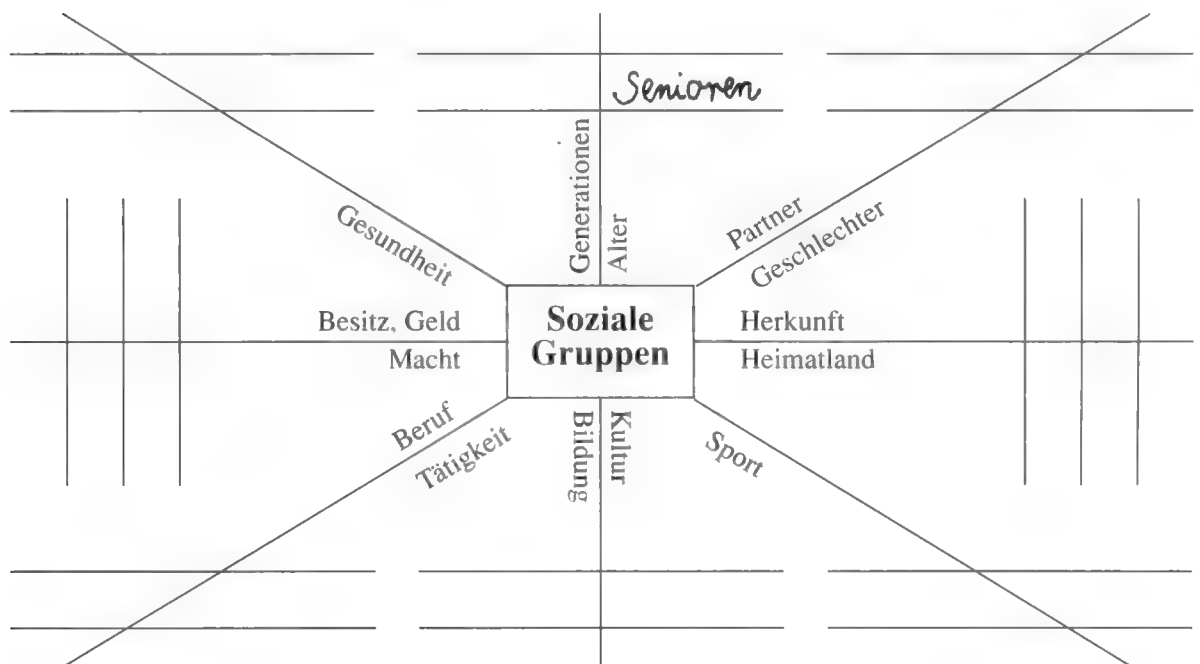 Senioren
Generationen
Alter
Partner
Geschlechter
Gesundheit
Besitz, Geld
Macht
Soziale
Gruppen
Herkunft
Heimatland
Beruf
Tätigkeit
Bildung
Kultur
Sport